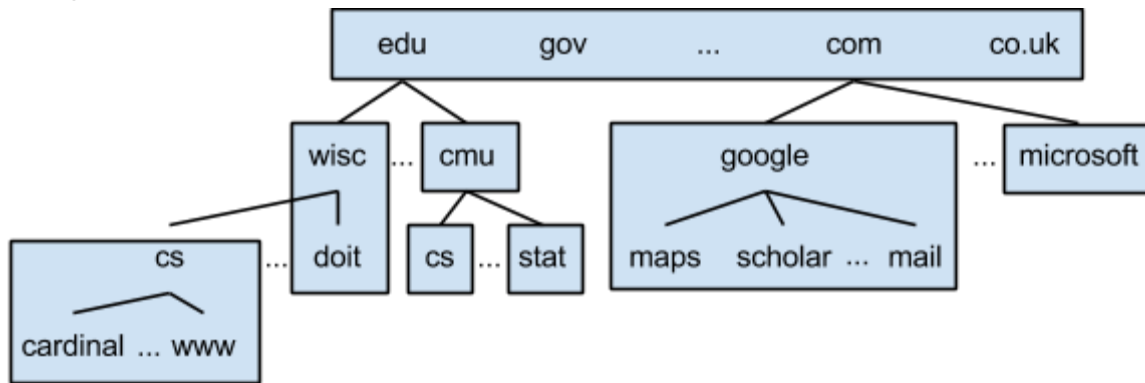 edu gov ... com co.uk
wisc ... cmu google ... microsoft
cs ... doit cs ... stat maps scholar ... mail
cardinal ... www